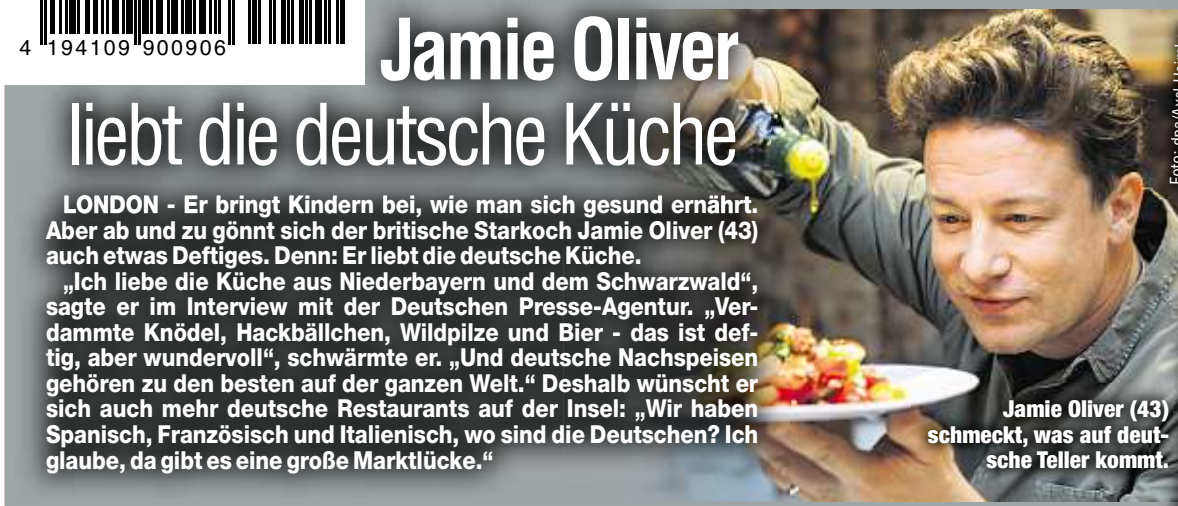 4 194109 900906
Jamie Oliver
liebt die deutsche Küche
LONDON - Er bringt Kindern bei, wie man sich gesund ernährt.
Aber ab und zu gönnt sich der britische Starkoch Jamie Oliver (43)
auch etwas Deftiges. Denn: Er liebt die deutsche Küche.
„Ich liebe die Küche aus Niederbayern und dem Schwarzwald“,
sagte er im Interview mit der Deutschen Presse-Agentur. „Ver-
dammte Knödel, Hackbällchen, Wildpilze und Bier - das ist def-
tig, aber wundervoll“, schwärmte er. „Und deutsche Nachspeisen
gehören zu den besten auf der ganzen Welt.“ Deshalb wünscht er
sich auch mehr deutsche Restaurants auf der Insel: „Wir haben
Spanisch, Französisch und Italienisch, wo sind die Deutschen? Ich
glaube, da gibt es eine große Marktlücke.“
Jamie Oliver (43)
schmeckt, was auf deut-
sche Teller kommt.
Foto: dpa/Axel